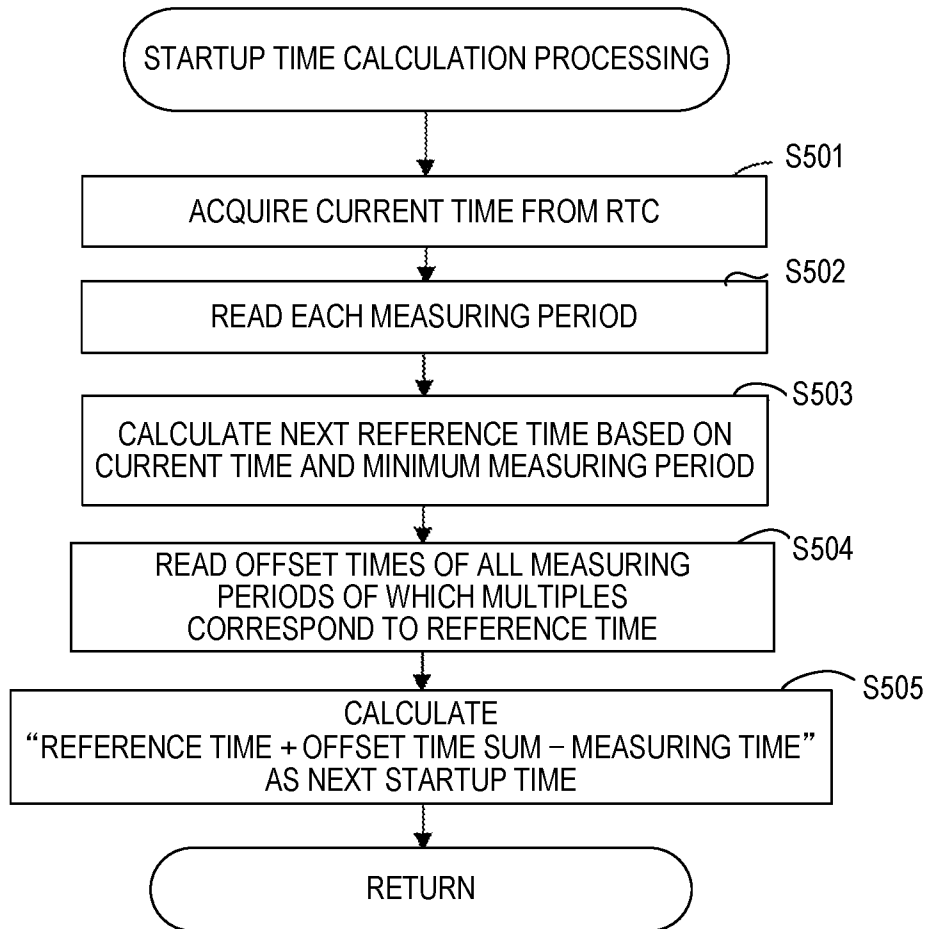 STARTUP TIME CALCULATION PROCESSING
S501
ACQUIRE CURRENT TIME FROM RTC
S502
READ EACH MEASURING PERIOD
S503
CALCULATE NEXT REFERENCE TIME BASED ON
CURRENT TIME AND MINIMUM MEASURING PERIOD
S504
READ OFFSET TIMES OF ALL MEASURING
PERIODS OF WHICH MULTIPLES
CORRESPOND TO REFERENCE TIME
S505
CALCULATE
“REFERENCE TIME + OFFSET TIME SUM – MEASURING TIME”
AS NEXT STARTUP TIME
RETURN